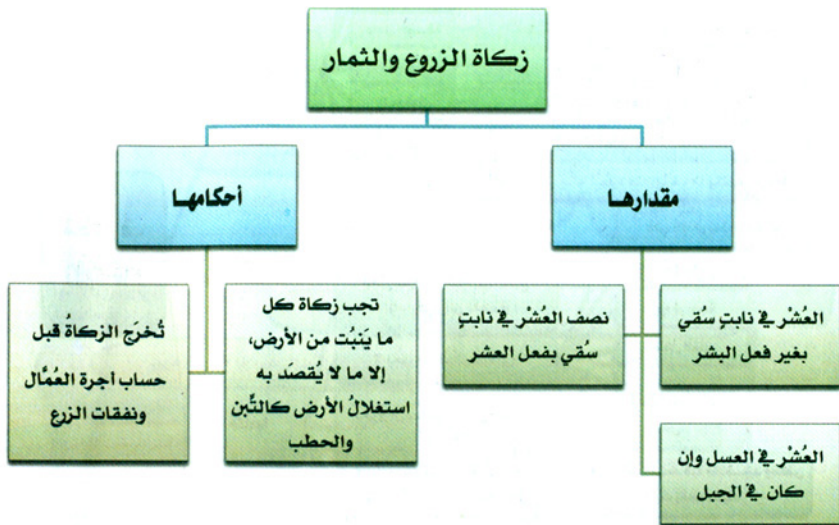 زكاة الزروع والثمار
مقدارها
أحكامها
العُشْر في نابتٍ سُقي
بغير فعل البشر
نصف العُشْر في نابتٍ
سُقي بفعل العشر
العُشْر في العسل وإن
كان في الجبل
تجب زكاة كل
ما يَنبُت من الأرض،
إلا ما لا يُقصَد به
استغلالُ الأرض كالتِّبن
والحطب
تُخرَج الزكاةُ قبل
حساب أجرة العُمَّال
ونفقات الزرع